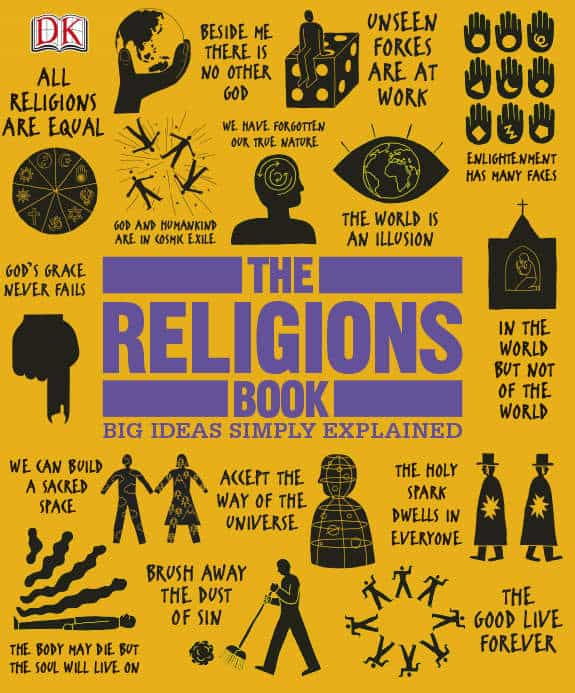 DK
BESIDE ME
THERE IS
NO OTHER
GOD
UNSEEN
FORCES
ARE AT
WORK
ALL
RELIGIONS
ARE EQUAL
WE HAVE FORGOTTEN
OUR TRUE NATURE
ENLIGHTENMENT
HAS MANY FACES
GOD AND HUMANKIND
ARE IN COSMIC EXILE
THE WORLD IS
AN ILLUSION
GOD'S GRACE
NEVER FAILS
THE
RELIGIONS
BOOK
BIG IDEAS SIMPLY EXPLAINED
IN THE
WORLD
BUT NOT
OF THE
WORLD
WE CAN BUILD
A SACRED
SPACE
ACCEPT THE
WAY OF THE
UNIVERSE
THE HOLY
SPARK
DWELLS IN
EVERYONE
BRUSH AWAY
THE DUST
OF SIN
THE
GOOD LIVE
FOREVER
THE BODY MAY DIE BUT
THE SOUL WILL LIVE ON